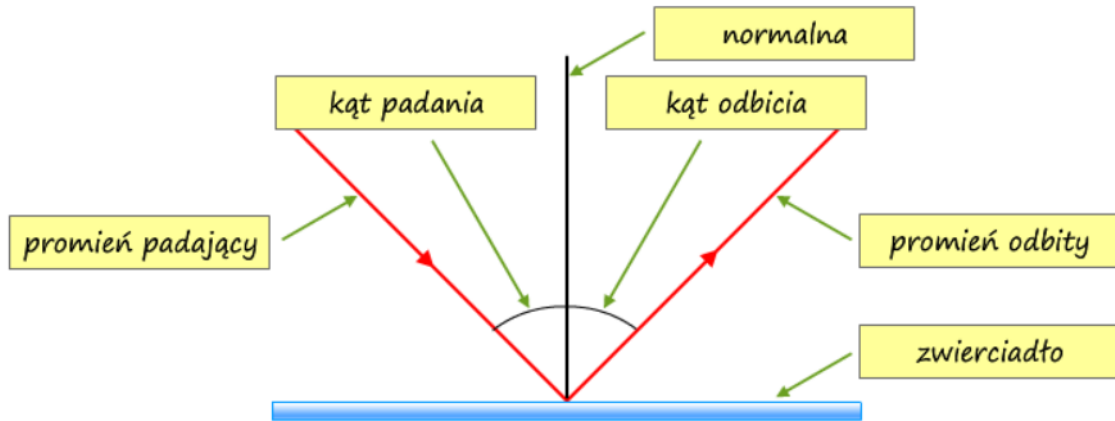 normalna
kąt padania
kąt odbicia
promień padający
promień odbity
zwierciadło